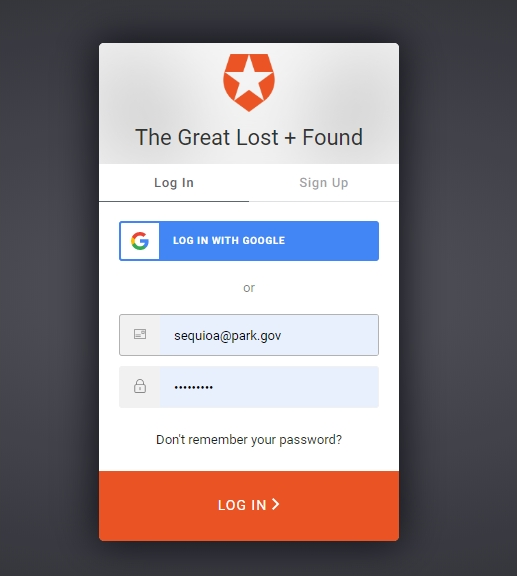 The Great Lost + Found
Log In
Sign Up
LOG IN WITH GOOGLE
or
sequioa@park.gov
•••••••••
Don't remember your password?
LOG IN